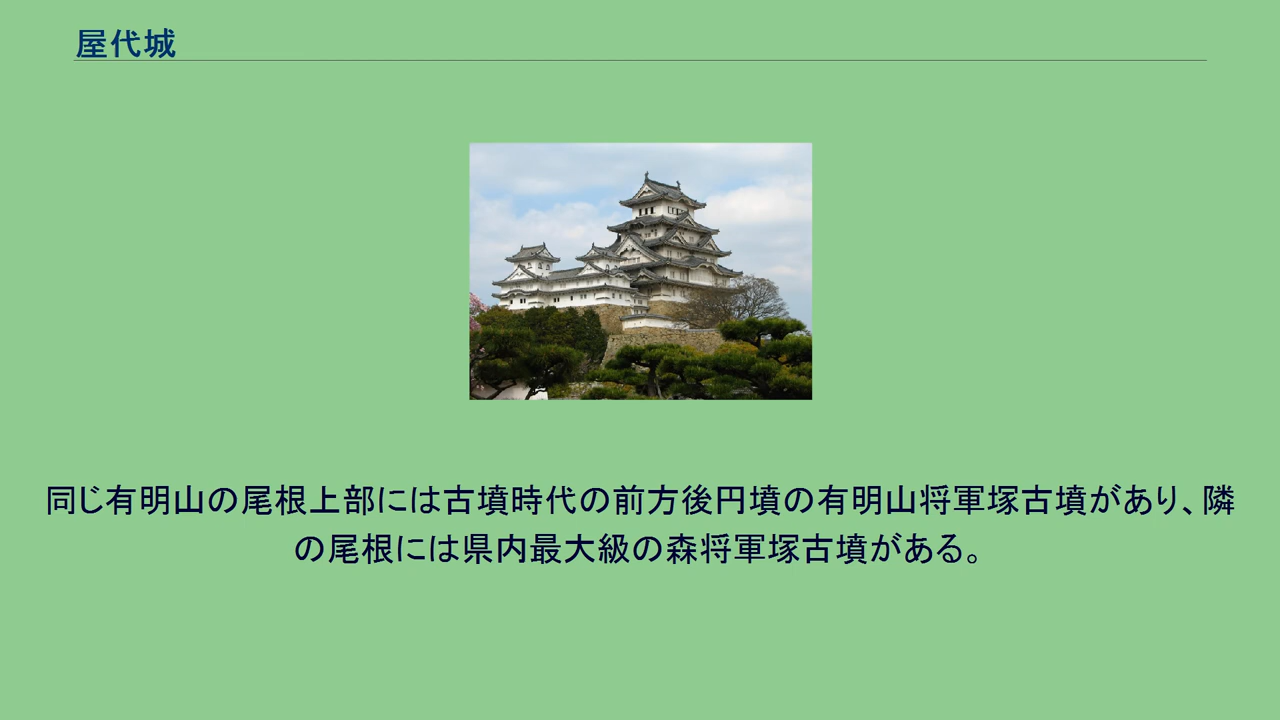 屋代城
同じ有明山の尾根上部には古墳時代の前方後円墳の有明山将軍塚古墳があり、隣
の尾根には県内最大級の森将軍塚古墳がある。